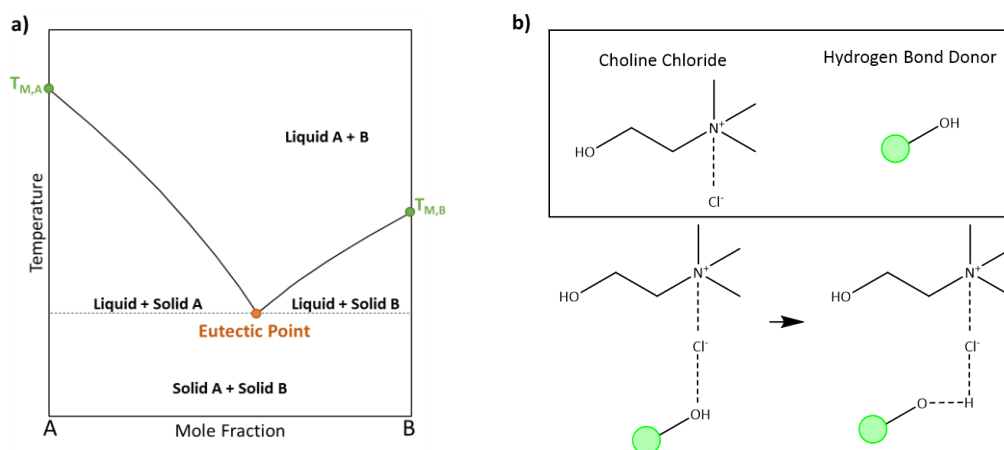 a)
T_M,A
Liquid A + B
T_M,B
Temperature
Liquid + Solid A
Liquid + Solid B
Eutectic Point
Solid A + Solid B
A
Mole Fraction
B
b)
Choline Chloride
Hydrogen Bond Donor
HO
N+
Cl-
OH
HO
N+
Cl-
OH
HO
N+
Cl-
O
H